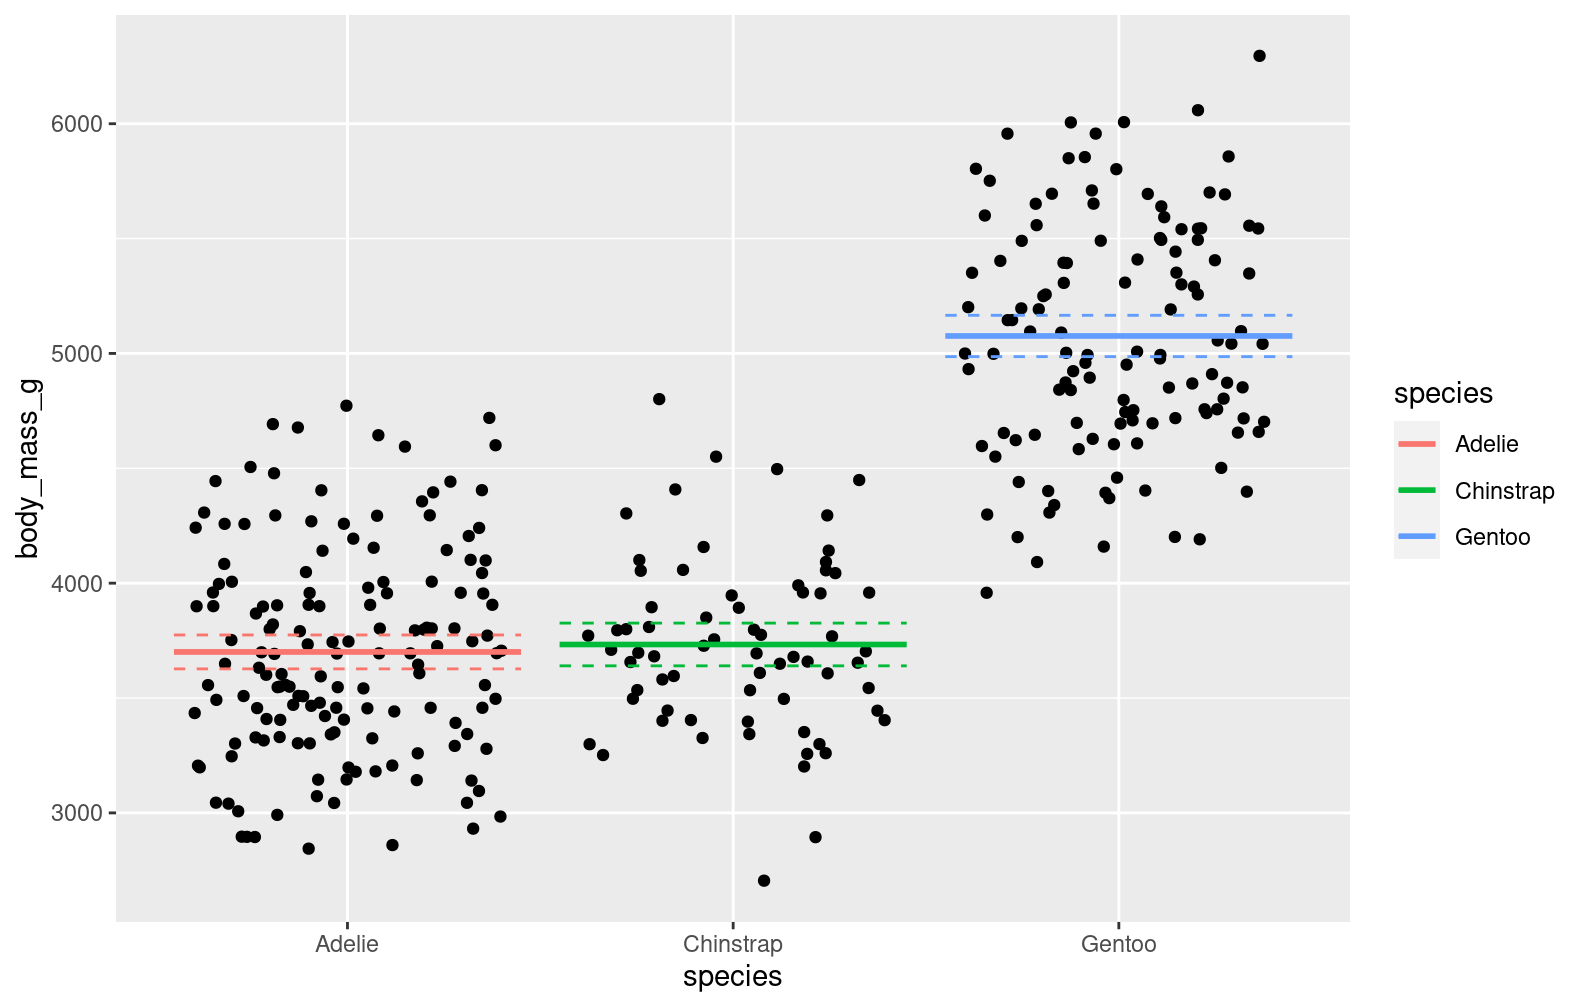 body_mass_g
6000
5000
4000
3000
Adelie
Chinstrap
Gentoo
species
species
Adelie
Chinstrap
Gentoo